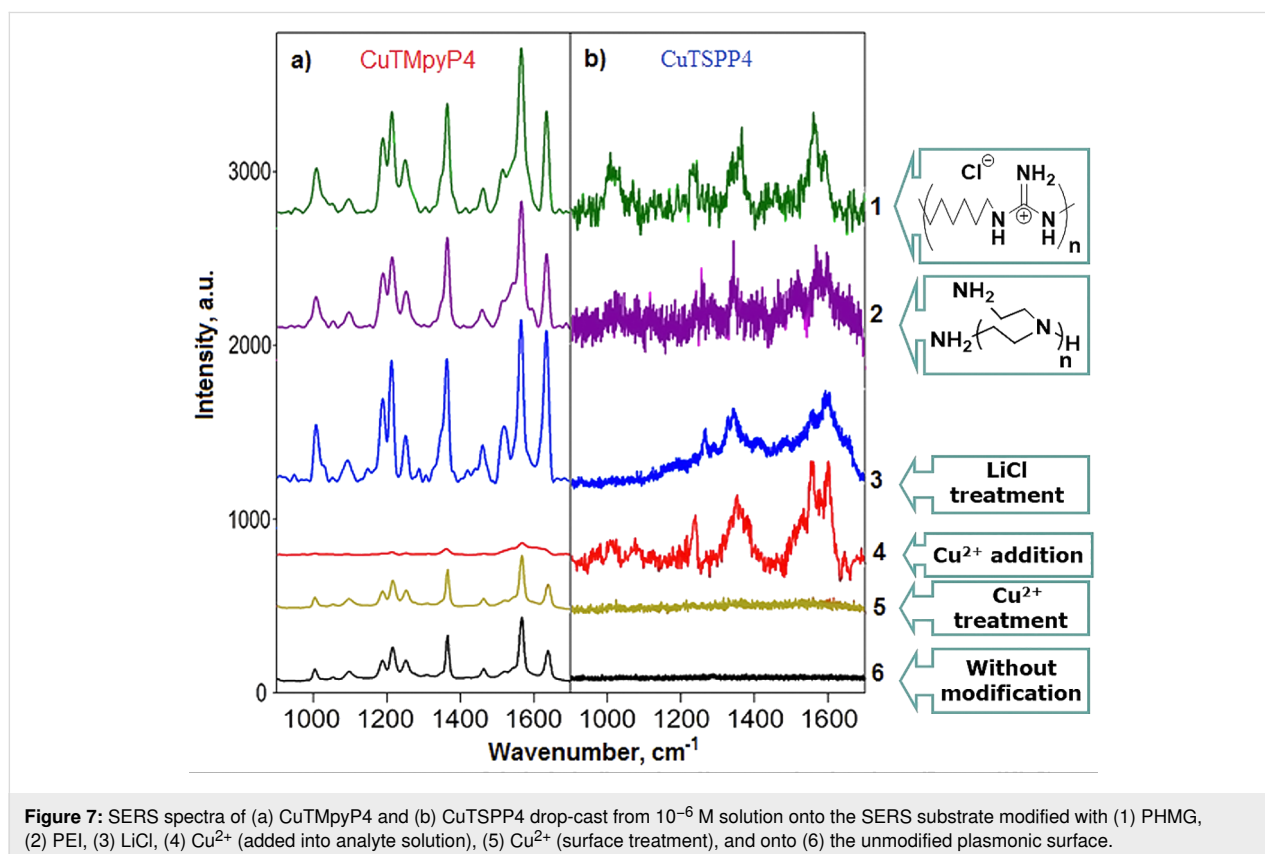 a)
CuTMpyP4
b)
CuTSPP4
Intensity, a.u.
3000
2000
1000
0
1
2
3
4
5
6
1000 1200 1400 1600 1000 1200 1400 1600
Wavenumber, cm⁻¹
Cl⊖
NH₂
N
H
⊕
N
H
n
NH₂
NH₂
N
H
n
LiCl
treatment
Cu²⁺ addition
Cu²⁺
treatment
Without
modification
Figure 7: SERS spectra of (a) CuTMpyP4 and (b) CuTSPP4 drop-cast from 10⁻⁶ M solution onto the SERS substrate modified with (1) PHMG,
(2) PEI, (3) LiCl, (4) Cu²⁺ (added into analyte solution), (5) Cu²⁺ (surface treatment), and onto (6) the unmodified plasmonic surface.